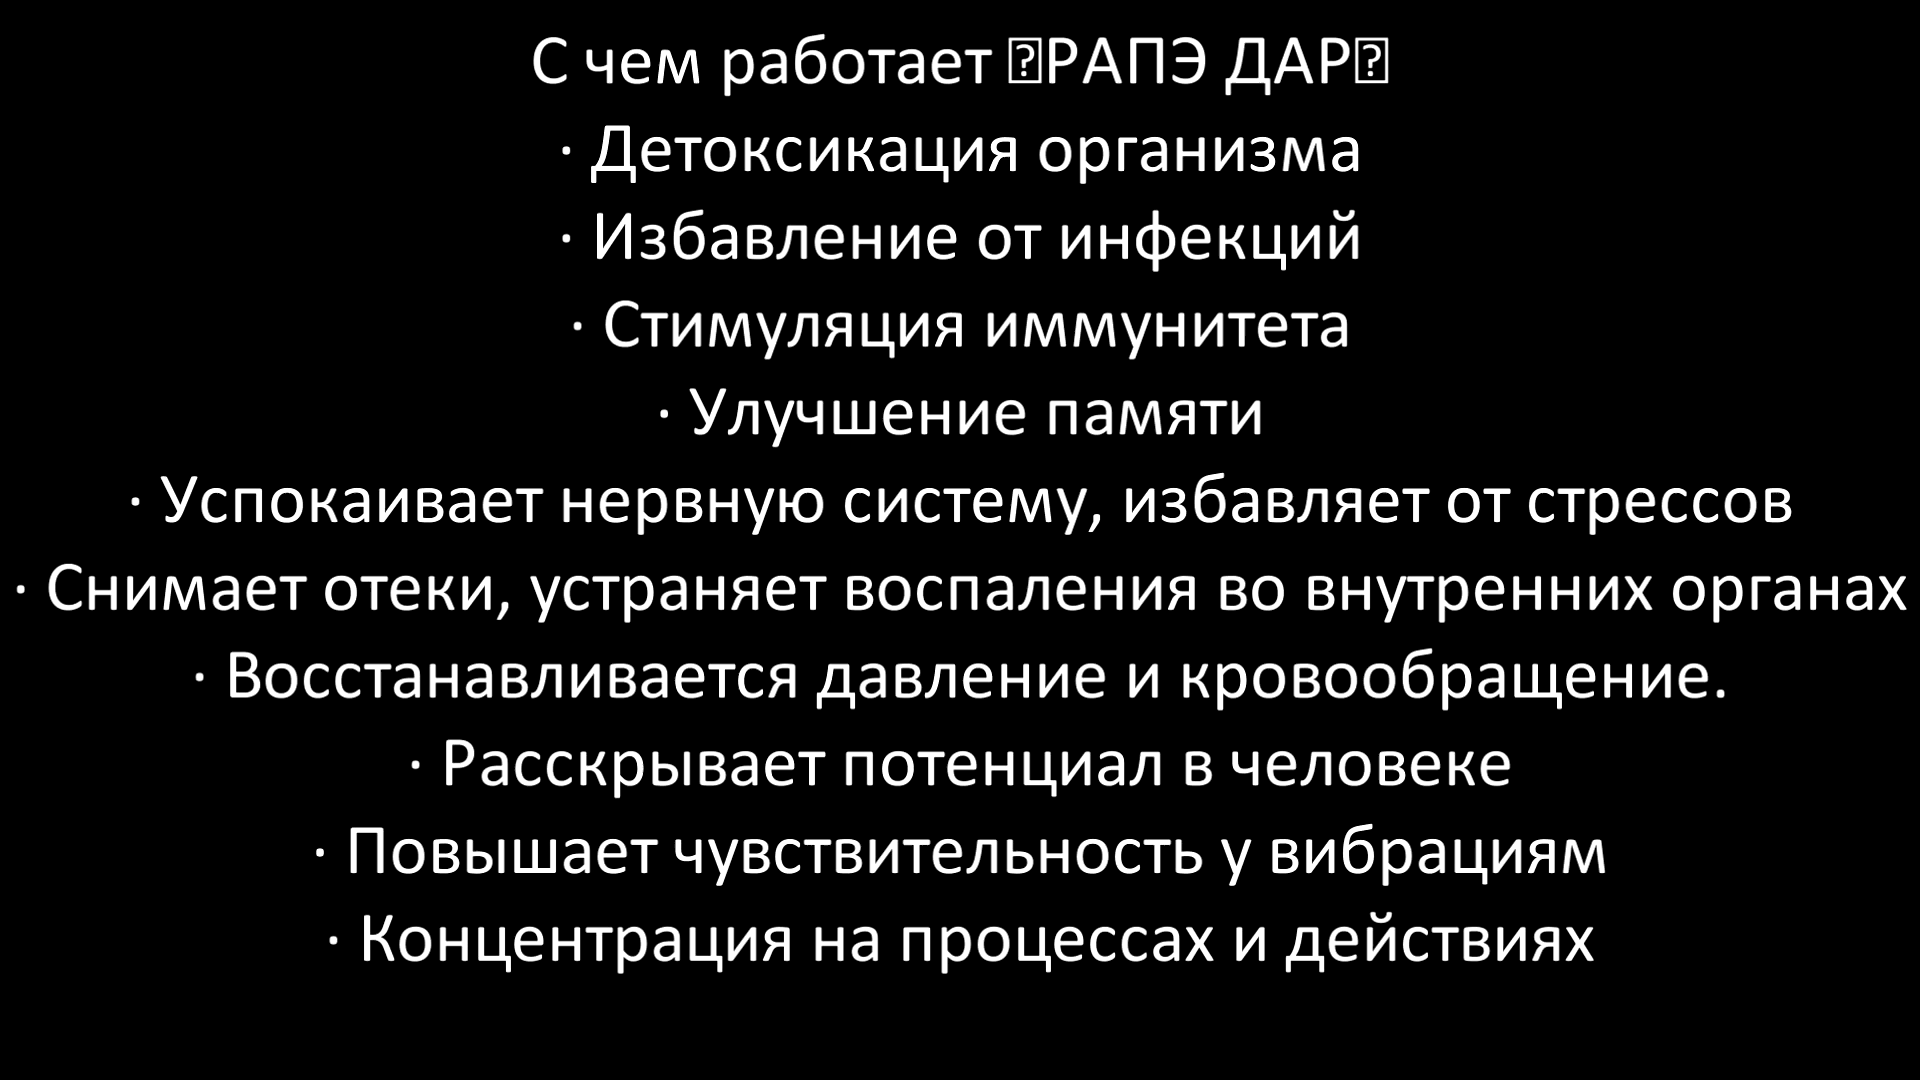 С чем работает РАПЭ ДАР
· Детоксикация организма
· Избавление от инфекций
· Стимуляция иммунитета
· Улучшение памяти
· Успокаивает нервную систему, избавляет от стрессов
· Снимает отеки, устраняет воспаления во внутренних органах
· Восстанавливается давление и кровообращение.
· Расскрывает потенциал в человеке
· Повышает чувствительность у вибрациям
· Концентрация на процессах и действиях